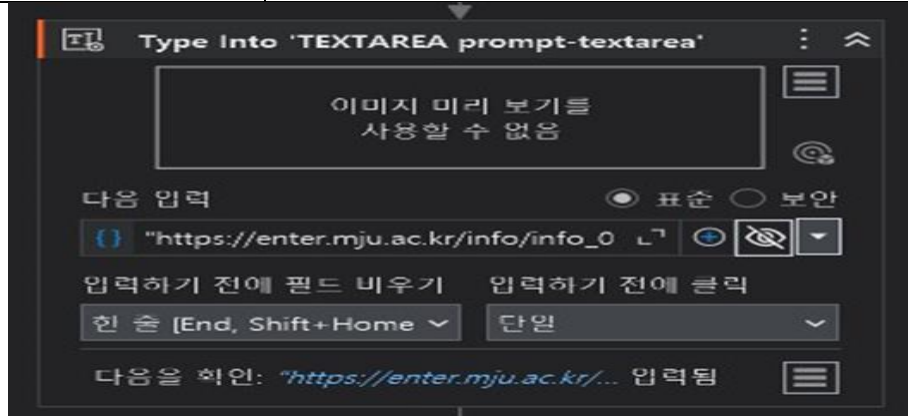 Type Into 'TEXTAREA prompt-textarea'
이미지 미리 보기를
사용할 수 없음
다음 입력 표준 보안
"https://enter.mju.ac.kr/info/info_0
입력하기 전에 필드 비우기 입력하기 전에 클릭
한 줄 [End, Shift+Home 단일
다음을 확인: "https://enter.mju.ac.kr/... 입력됨